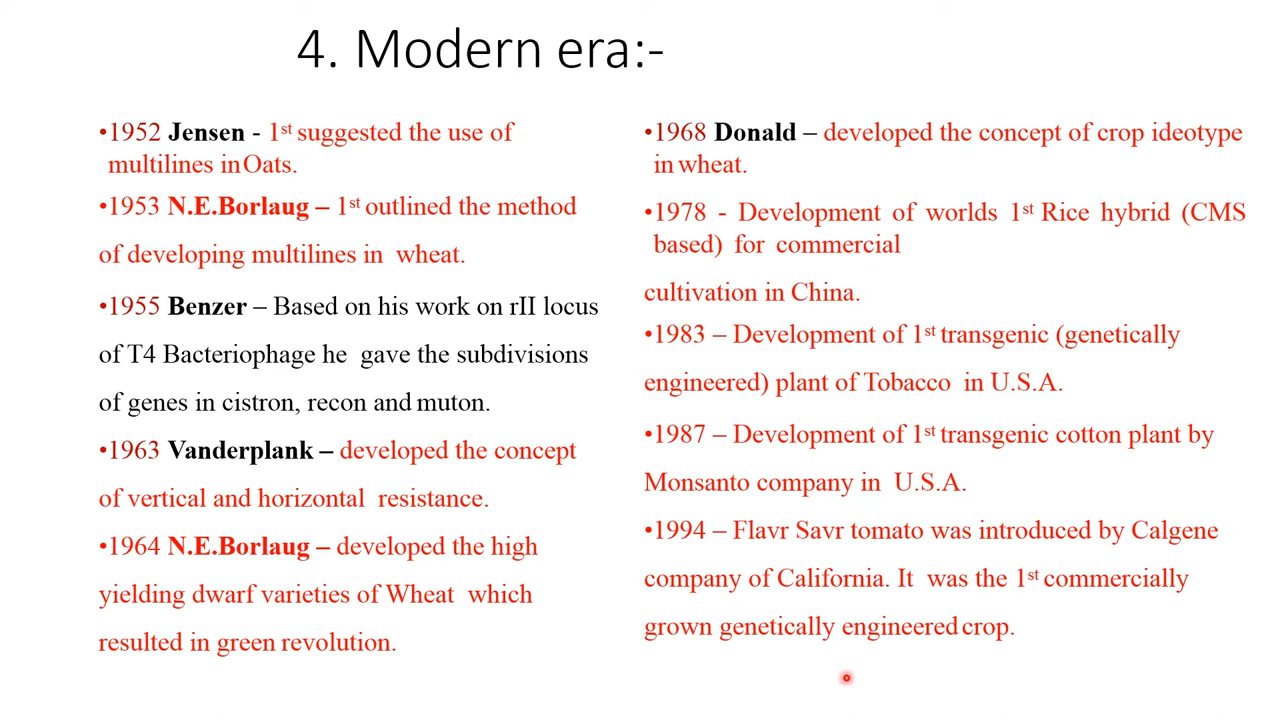 4. Modern era:-
•1952 Jensen - 1st suggested the use of
multilines in Oats.
•1953 N.E.Borlaug – 1st outlined the method
of developing multilines in wheat.
•1955 Benzer – Based on his work on rII locus
of T4 Bacteriophage he gave the subdivisions
of genes in cistron, recon and muton.
•1963 Vanderplank – developed the concept
of vertical and horizontal resistance.
•1964 N.E.Borlaug – developed the high
yielding dwarf varieties of Wheat which
resulted in green revolution.
•1968 Donald – developed the concept of crop ideotype
in wheat.
•1978 - Development of worlds 1st Rice hybrid (CMS
based) for commercial
cultivation in China.
•1983 – Development of 1st transgenic (genetically
engineered) plant of Tobacco in U.S.A.
•1987 – Development of 1st transgenic cotton plant by
Monsanto company in U.S.A.
•1994 – Flavr Savr tomato was introduced by Calgene
company of California. It was the 1st commercially
grown genetically engineered crop.